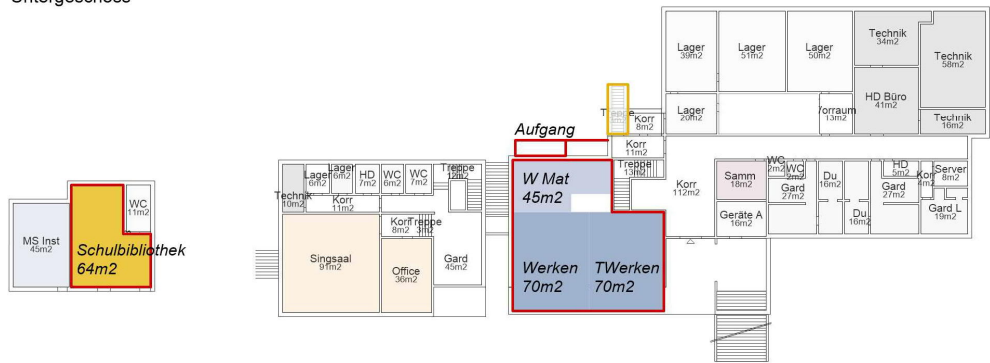 Untergeschoss
Lager
39m2
Lager
51m2
Lager
50m2
Technik
34m2
Technik
58m2
HD Büro
41m2
Lager
20m2
Vorraum
13m2
Technik
16m2
Treppe
Korr
8m2
Aufgang
Korr
11m2
Treppe
13m2
W Mat
45m2
Korr
112m2
Samm
18m2
WC
2m2
WC
2m2
Gard
27m2
Du
16m2
Du
16m2
HD
5m2
Gard
27m2
Korr
4m2
Server
8m2
Gard L
19m2
Geräte A
16m2
Werken
70m2
TWerken
70m2
Technik
10m2
Lager
6m2
Lager
6m2
HD
7m2
WC
6m2
WC
7m2
Treppe
12m2
Korr
11m2
Korr
8m2
Treppe
3m2
Singsaal
91m2
Office
36m2
Gard
45m2
WC
11m2
MS Inst
45m2
Schulbibliothek
64m2